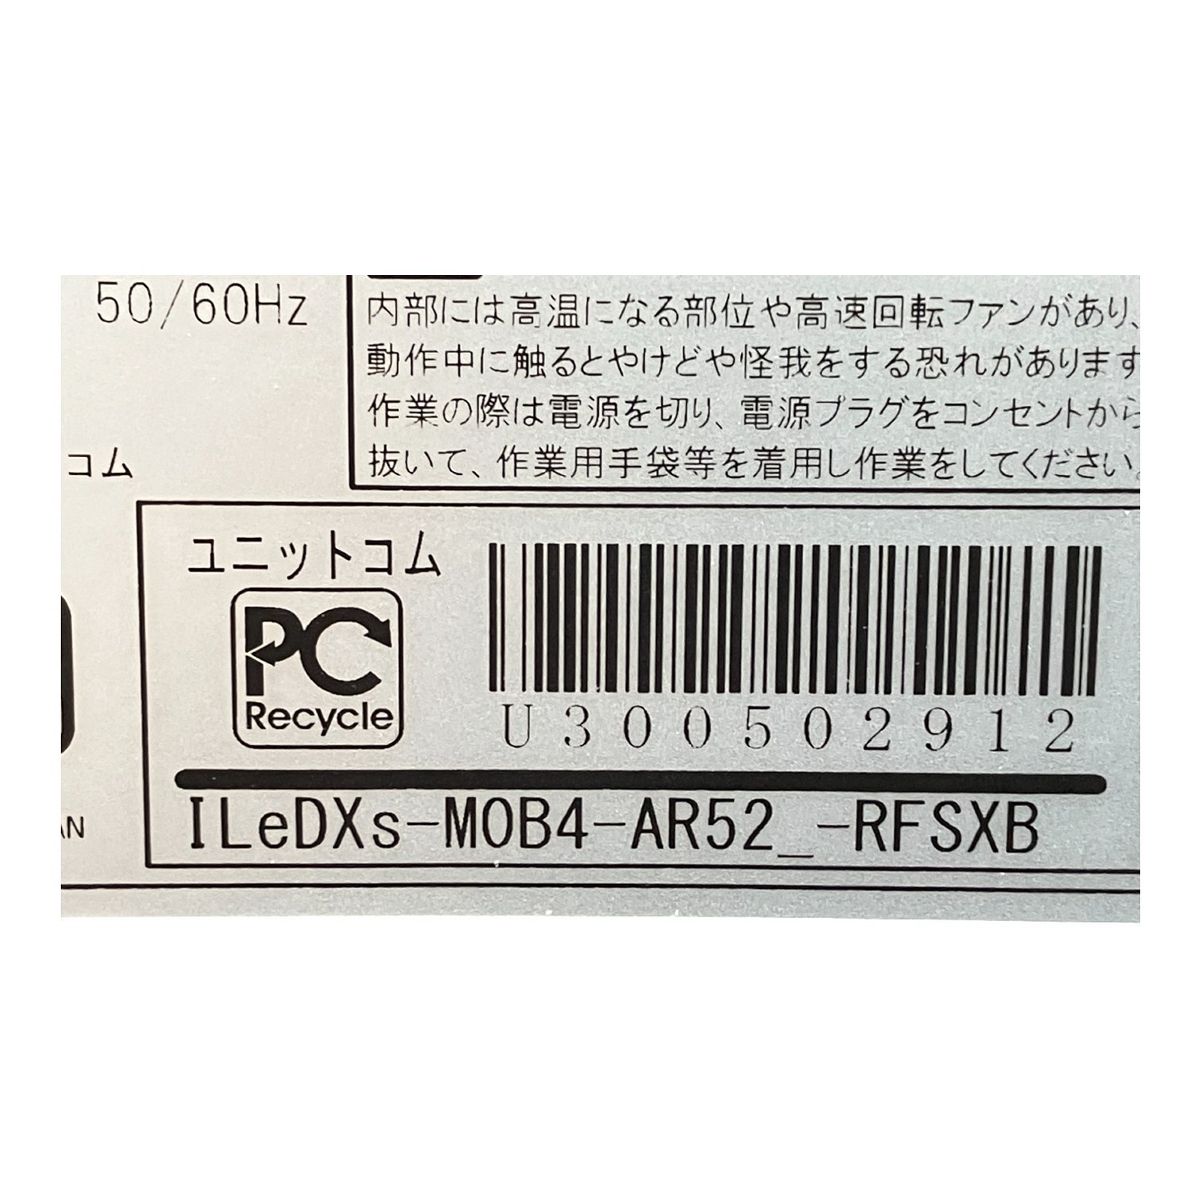 50/60Hz
内部には高温になる部位や高速回転ファンがあり、
動作中に触るとやけどや怪我をする恐れがあります
作業の際は電源を切り、電源プラグをコンセントから
抜いて、作業用手袋等を着用し作業をしてください。
コム
ユニットコム
PC
Recycle
U300502912
ILeDXs-M0B4-AR52_-RFSXB
AN